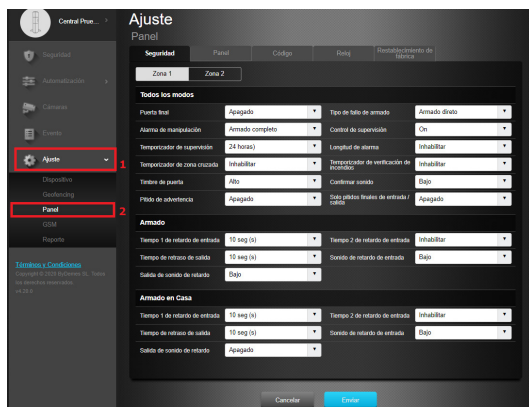 Central Prue...
Seguridad
Automatización
Cámaras
Evento
Ajuste
1
Dispositivo
Geofencing
Panel
2
GSM
Reporte
Términos y Condiciones
Ajuste
Panel
Seguridad Panel Código Reloj Restablecimiento de fábrica
Zona 1 Zona 2
Todos los modos
Puerta final Apagado Tipo de fallo de armado Armado direto
Alarma de manipulación Armado completo Control de supervisión On
Temporizador de supervisión 24 horas) Longitud de alarma Inhabilitar
Temporizador de zona cruzada Inhabilitar Temporizador de verificación de incendios Inhabilitar
Timbre de puerta Alto Confirmar sonido Bajo
Pitido de advertencia Apagado Solo pitidos finales de entrada / salida Apagado
Armado
Tiempo 1 de retardo de entrada 10 seg (s) Tiempo 2 de retardo de entrada Inhabilitar
Tiempo de retraso de salida 10 seg (s) Sonido de retardo de entrada Bajo
Salida de sonido de retardo Bajo
Armado en Casa
Tiempo 1 de retardo de entrada 10 seg (s) Tiempo 2 de retardo de entrada Inhabilitar
Tiempo de retraso de salida 10 seg (s) Sonido de retardo de entrada Bajo
Salida de sonido de retardo Apagado
Cancelar Enviar